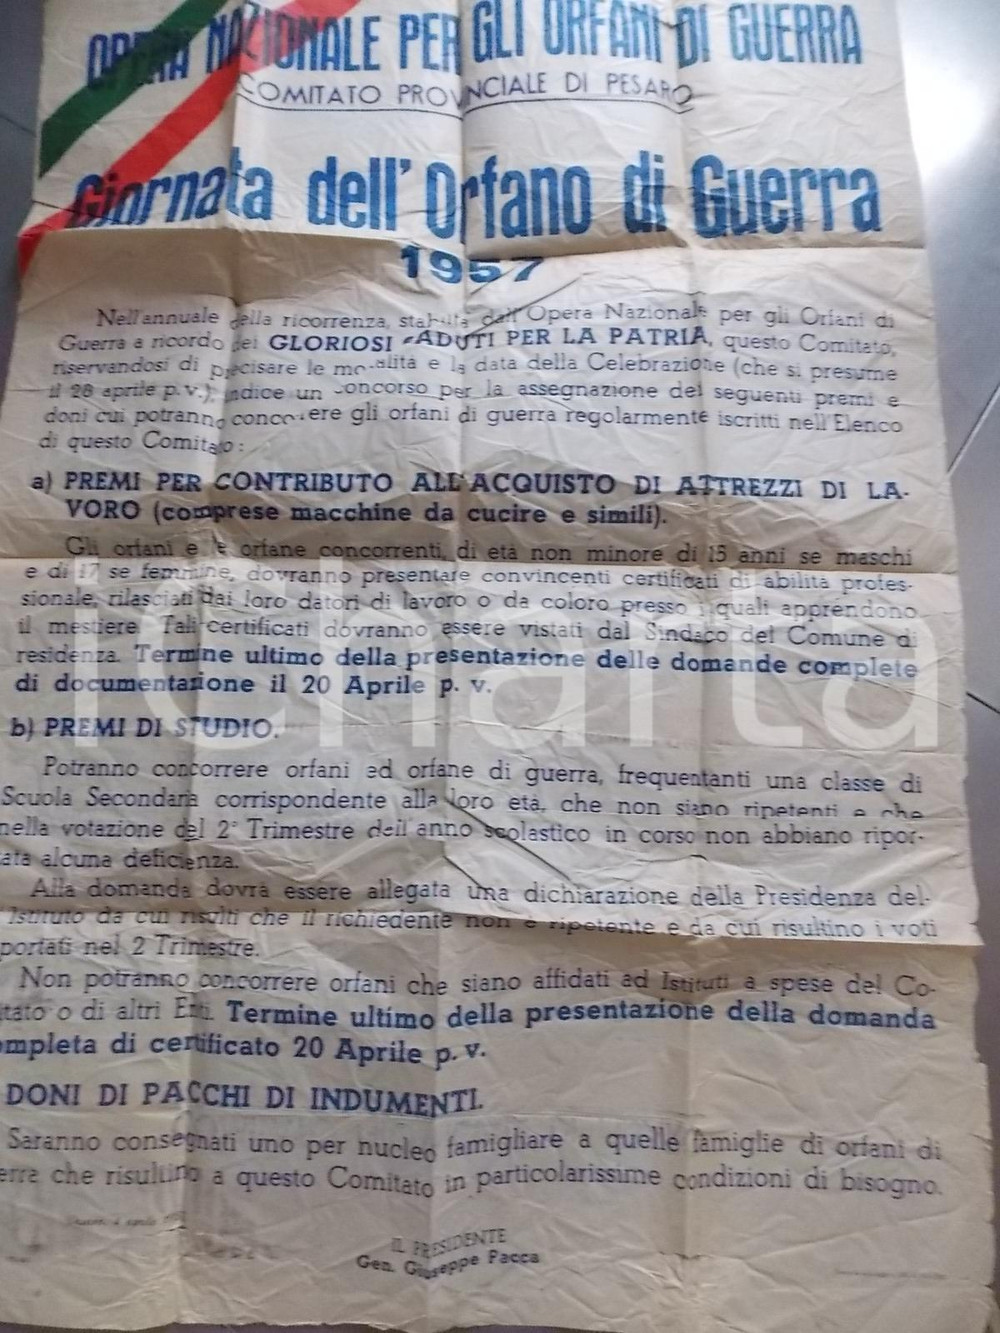 OPERA NAZIONALE PER GLI ORFANI DI GUERRA
COMITATO PROVINCIALE DI PESARO
Giornata dell'Orfano di Guerra
1957
Nell'annuale della ricorrenza, stabilita dall'Opera Nazionale per gli Orfani di
Guerra a ricordo dei GLORIOSI CADUTI PER LA PATRIA, questo Comitato,
riservandosi di precisare le modalità e la data della Celebrazione (che si presume
il 28 aprile p. v.), indice un concorso per la assegnazione dei seguenti premi e
doni cui potranno concorrere gli orfani di guerra regolarmente iscritti nell'Elenco
di questo Comitato :
a) PREMI PER CONTRIBUTO ALL'ACQUISTO DI ATTREZZI DI LA-
VORO (comprese macchine da cucire e simili).
Gli orfani e le orfane concorrenti, di età non minore di 15 anni se maschi
e di 17 se femmine, dovranno presentare convincenti certificati di abilità profes-
sionale, rilasciati dai loro datori di lavoro o da coloro presso i quali apprendono
il mestiere. Tali certificati dovranno essere vistati dal Sindaco del Comune di
residenza. Termine ultimo della presentazione delle domande complete
di documentazione il 20 Aprile p. v.
b) PREMI DI STUDIO.
Potranno concorrere orfani ed orfane di guerra, frequentanti una classe di
Scuola Secondaria corrispondente alla loro età, che non siano ripetenti e che
nella votazione del 2° Trimestre dell'anno scolastico in corso non abbiano ripor-
tata alcuna deficienza.
Alla domanda dovrà essere allegata una dichiarazione della Presidenza del-
Istituto da cui risulti che il richiedente non è ripetente e da cui risultino i voti
portati nel 2 Trimestre.
Non potranno concorrere orfani che siano affidati ad Istituti a spese del Co-
itato o di altri Enti. Termine ultimo della presentazione della domanda
ompleta di certificato 20 Aprile p. v.
DONI DI PACCHI DI INDUMENTI.
Saranno consegnati uno per nucleo famigliare a quelle famiglie di orfani di
erra che risultino a questo Comitato in particolarissime condizioni di bisogno.
IL PRESIDENTE
Gen. Giuseppe Pacca
charta